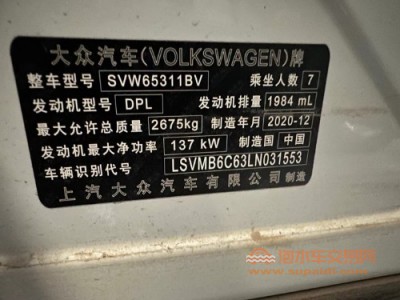 大众汽车(VOLKSWAGEN)牌
整车型号 SVW65311BV 乘坐人数 7
发动机型号 DPL 发动机排量 1984 mL
最大允许总质量 2675kg 制造年月 2020-12
发动机最大净功率 137 kW 制造国 中国
车辆识别代号 LSVMB6C63LN031553
上汽大众汽车有限公司 制造